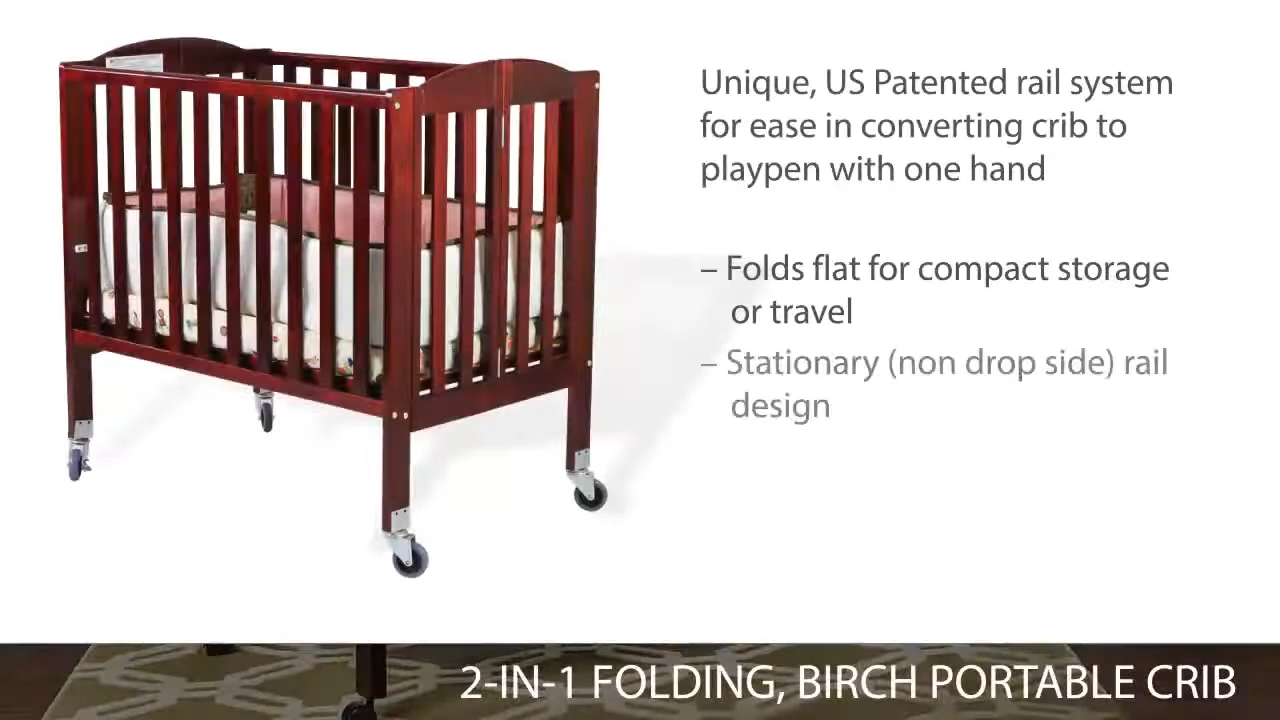 Unique, US Patented rail system
for ease in converting crib to
playpen with one hand
– Folds flat for compact storage
or travel
– Stationary (non drop side) rail
design
2-IN-1 FOLDING, BIRCH PORTABLE CRIB